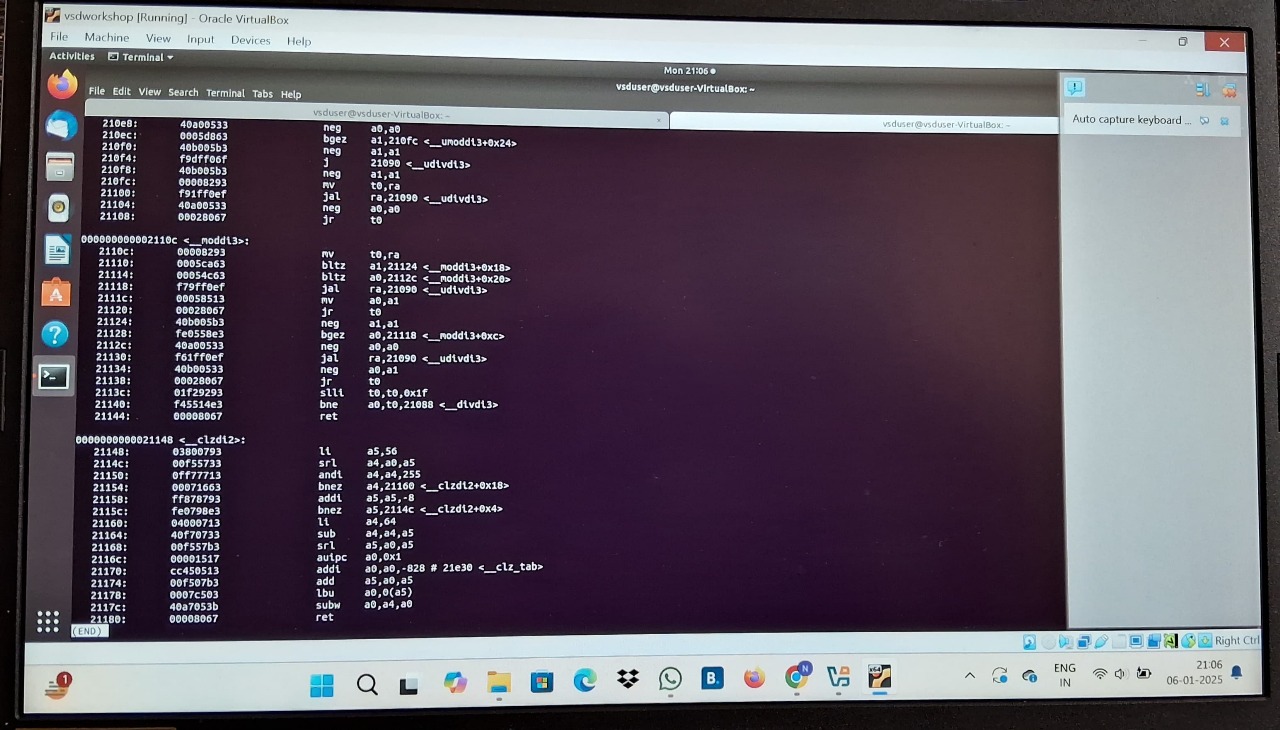 vsdworkshop [Running] - Oracle VirtualBox
File Machine View Input Devices Help
Activities Terminal
Mon 21:06
vsduser@vsduser-VirtualBox: ~
File Edit View Search Terminal Tabs Help
vsduser@vsduser-VirtualBox: ~ × vsduser@vsduser-VirtualBox: ~
Auto capture keyboard ...
210e8: 40a00533 neg a0,a0
210ec: 0005d863 bgez a1,210fc <__umoddi3+0x24>
210f0: 40b005b3 neg a1,a1
210f4: f9dff06f j 21090 <__udivdi3>
210f8: 40b005b3 neg a1,a1
210fc: 00008293 mv t0,ra
21100: f91ff0ef jal ra,21090 <__udivdi3>
21104: 40a00533 neg a0,a0
21108: 00028067 jr t0
000000000002110c <__moddi3>:
2110c: 00008293 mv t0,ra
21110: 0005ca63 bltz a1,21124 <__moddi3+0x18>
21114: 00054c63 bltz a0,2112c <__moddi3+0x20>
21118: f79ff0ef jal ra,21090 <__udivdi3>
2111c: 00058513 mv a0,a1
21120: 00028067 jr t0
21124: 40b005b3 neg a1,a1
21128: fe0558e3 bgez a0,21118 <__moddi3+0xc>
2112c: 40a00533 neg a0,a0
21130: f61ff0ef jal ra,21090 <__udivdi3>
21134: 40b00533 neg a0,a1
21138: 00028067 jr t0
2113c: 01f29293 slli t0,t0,0x1f
21140: f45514e3 bne a0,t0,21088 <__divdi3>
21144: 00008067 ret
0000000000021148 <__clzdi2>:
21148: 03800793 li a5,56
2114c: 00f55733 srl a4,a0,a5
21150: 0ff77713 andi a4,a4,255
21154: 00071663 bnez a4,21160 <__clzdi2+0x18>
21158: ff878793 addi a5,a5,-8
2115c: fe0798e3 bnez a5,2114c <__clzdi2+0x4>
21160: 04000713 li a4,64
21164: 40f70733 sub a4,a4,a5
21168: 00f557b3 srl a5,a0,a5
2116c: 00001517 auipc a0,0x1
21170: cc450513 addi a0,a0,-828 # 21e30 <__clz_tab>
21174: 00f507b3 add a5,a0,a5
21178: 0007c503 lbu a0,0(a5)
2117c: 40a7053b subw a0,a4,a0
21180: 00008067 ret
(END)
Right Ctrl
1
B.
N
x64
ENG
IN
21:06
06-01-2025